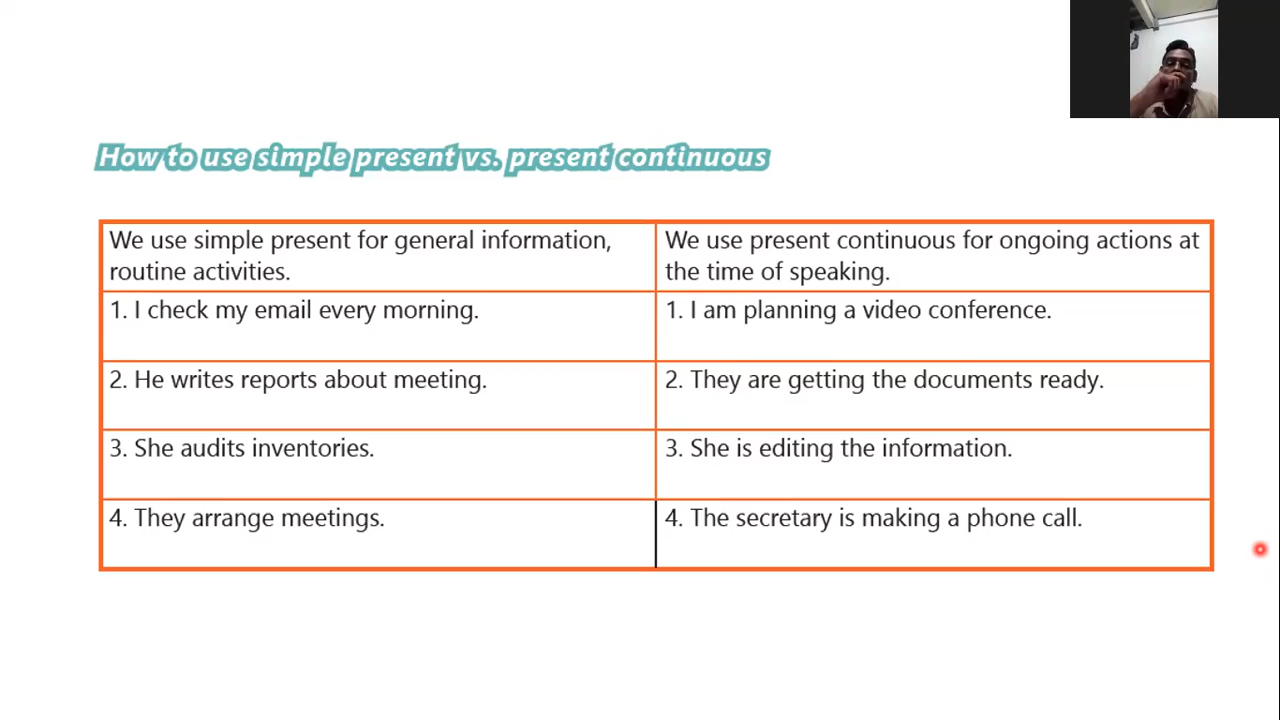 How to use simple present vs. present continuous
We use simple present for general information,
routine activities.
We use present continuous for ongoing actions at
the time of speaking.
1. I check my email every morning.
1. I am planning a video conference.
2. He writes reports about meeting.
2. They are getting the documents ready.
3. She audits inventories.
3. She is editing the information.
4. They arrange meetings.
4. The secretary is making a phone call.